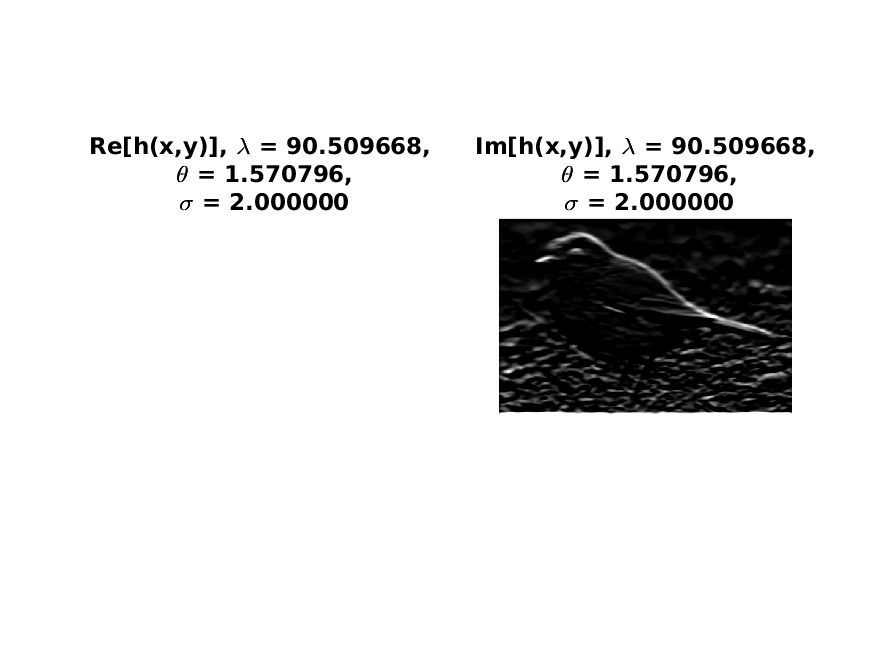 Re[h(x,y)], λ = 90.509668,
θ = 1.570796,
σ = 2.000000
Im[h(x,y)], λ = 90.509668,
θ = 1.570796,
σ = 2.000000